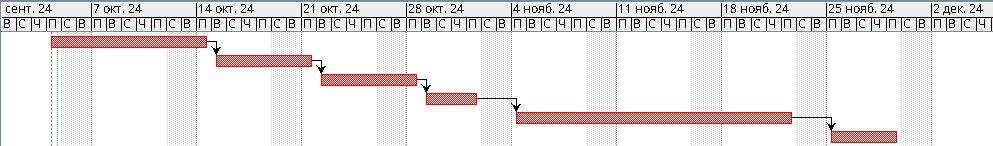 сент. 24 7 окт. 24 14 окт. 24 21 окт. 24 28 окт. 24 4 нояб. 24 11 нояб. 24 18 нояб. 24 25 нояб. 24 2 дек. 24
В С Ч П С В П В С Ч П С В П В С Ч П С В П В С Ч П С В П В С Ч П С В П В С Ч П С В П В С Ч П С В П В С Ч П С В П В С Ч П С В П В С Ч